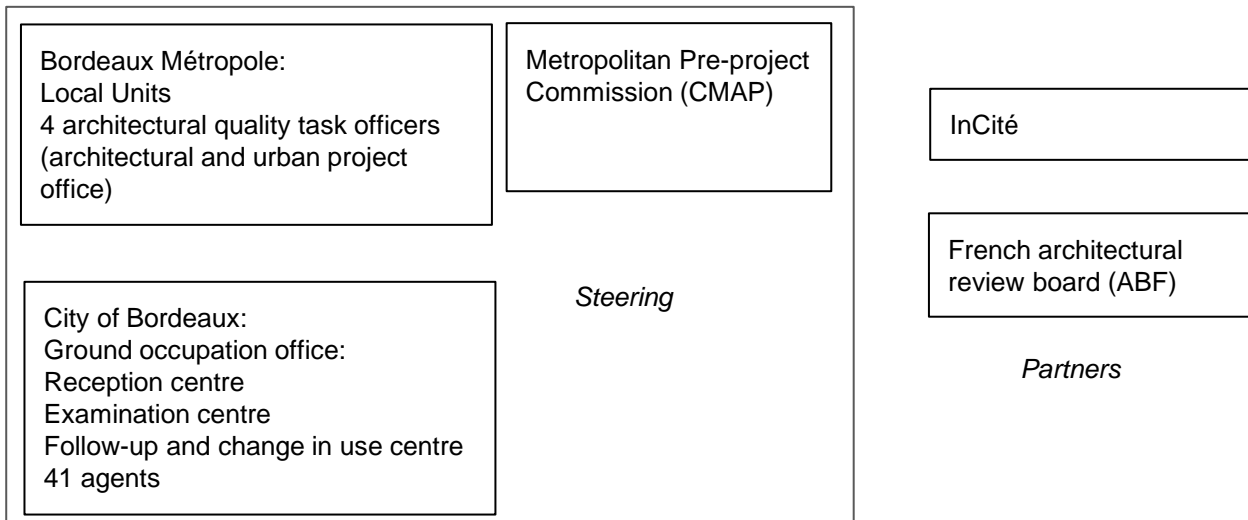 Bordeaux Métropole:
Local Units
4 architectural quality task officers
(architectural and urban project
office)
Metropolitan Pre-project
Commission (CMAP)
InCité
French architectural
review board (ABF)
Steering
City of Bordeaux:
Ground occupation office:
Reception centre
Examination centre
Follow-up and change in use centre
41 agents
Partners